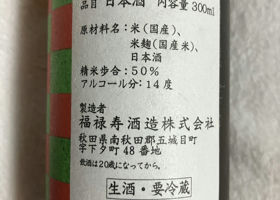 品目 日本酒 内容量 300ml
原材料名：米（国産）、
米麹（国産米）、
日本酒
精米歩合：50％
アルコール分：14度
製造者
福禄寿酒造株式会社
秋田県南秋田郡五城目町
字下夕町48番地
飲酒は20歳になってから。
生酒・要冷蔵